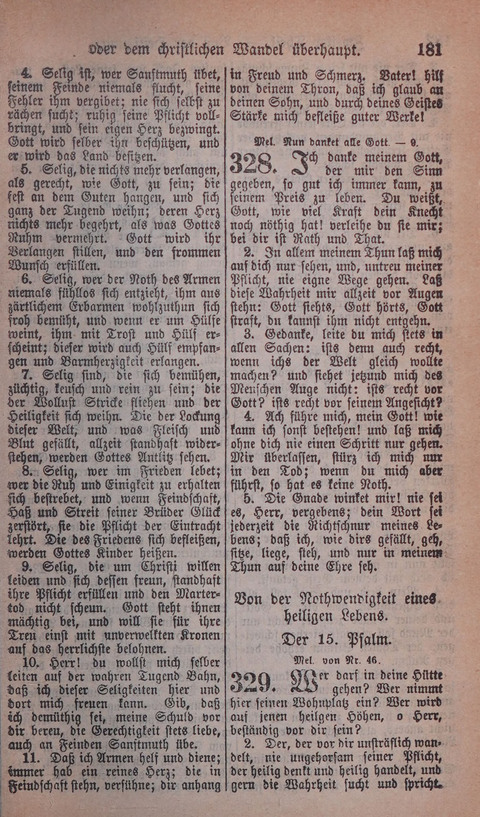 oder dem christlichen Wandel überhaupt. 181
4. Selig ist, wer Sanftmuth übet,
seinem Feinde niemals flucht, seine
Fehler ihm vergibt; nie sich selbst zu
rächen sucht; ruhig seine Pflicht voll-
bringt, und sein eigen Herz bezwingt.
Gott wird selber ihn beschützen, und
er wird das Land besitzen.
5. Selig, die nichts mehr verlangen,
als gerecht, wie Gott, zu sein; die
fest an dem Guten hangen, und sich
ganz der Tugend weihn; deren Herz
nichts mehr begehrt, als was Gottes
Ruhm vermehrt. Gott wird ihr
Verlangen stillen, und den frommen
Wunsch erfüllen.
6. Selig, wer der Noth des Armen
niemals fühllos sich entzieht, ihm aus
zärtlichem Erbarmen wohlzuthun sich
froh bemüht, und wenn er um Hülfe
weint, ihm mit Trost und Hülf er-
scheint; dieser wird auch Hülf empfan-
gen und Barmherzigkeit erlangen.
7. Selig sind, die sich bemühen,
züchtig, keusch und rein zu sein; die
der Wollust Stricke fliehen und der
Heiligkeit sich weihn. Die der Lockung
dieser Welt, und was Fleisch und
Blut gefällt, allzeit standhaft wider-
stehen, werden Gottes Antlitz sehen.
8. Selig, wer im Frieden lebet;
wer die Ruh und Einigkeit zu erhalten
sich bestrebet, und wenn Feindschaft,
Haß und Streit seiner Brüder Glück
zerstört, sie die Pflicht der Eintracht
lehrt. Die des Friedens sich befleißen,
werden Gottes Kinder heißen.
9. Selig, die um Christi willen
leiden und sich dessen freun, standhaft
ihre Pflicht erfüllen und den Marter-
tod nicht scheun. Gott steht ihnen
mächtig bei, und will sie für ihre
Treu einst mit unverwelkten Kronen
auf das herrlichste belohnen.
10. Herr! du wollst mich selber
leiten auf der wahren Tugend Bahn,
daß ich dieser Seligkeiten hier und
dort mich freuen kann. Gib, daß
ich demüthig sei, meine Schuld vor
dir bereu, die Gerechtigkeit stets liebe,
auch an Feinden Sanftmuth übe.
11. Daß ich Armen helf und diene;
immer hab ein reines Herz; die in
Feindschaft stehn, versühne; dir anhang
in Freud und Schmerz. Vater! hilf
von deinem Thron, daß ich glaub an
deinen Sohn, und durch deines Geistes
Stärke mich befleiße guter Werke!
Mel. Nun danket alle Gott. — 9.
328. Ich danke meinem Gott,
der mir den Sinn
gegeben, so gut ich immer kann, zu
seinem Preis zu leben. Du weißt,
Gott, wie viel Kraft dein Knecht
noch nöthig hat! verleihe du sie mir;
bei dir ist Rath und That.
2. In allem meinem Thum laß mich
auf dich nur sehen, und, untreu meiner
Pflicht, nie eigne Wege gehen. Laß
diese Wahrheit mir allzeit vor Augen
stehn: Gott siehts, Gott hörts, Gott
straft, du kannst ihm nicht entgehn.
3. Gedanke, leite du mich stets in
allen Sachen: ists denn auch recht,
wenn ichs der Welt gleich wollte
machen? und siehet jetzund mich des
Menschen Auge nicht: ists recht vor
Gott? ists recht vor seinem Angesicht?
4. Ach führe mich, mein Gott! wie
kann ich sonst bestehen! und laß mich
ohne dich nie einen Schritt nur gehen.
Mir überlassen, stürz ich mich nur
in den Tod; wenn du mich aber
führst, so hat es keine Noth.
5. Die Gnade winket mir! nie sei
es, Herr, vergebens; dein Wort sei
jederzeit die Richtschnur meines Le-
bens; daß ich, wie dirs gefällt, geh,
sitze, liege, steh, und nur in meinem
Thun auf deine Ehre seh.
Von der Nothwendigkeit eines
heiligen Lebens.
Der 15. Psalm.
Mel. von Nr. 46.
329. Wer darf in deine Hütte
gehen? Wer nimmt
hier seinen Wohnplatz ein? Wer wird
auf jenen heilgen Höhen, o Herr,
beständig vor dir sein?
2. Der, der vor dir unsträflich wan-
delt, nie ungehorsam seiner Pflicht,
der heilig denkt und heilig handelt, und
gern die Wahrheit sucht und spricht.